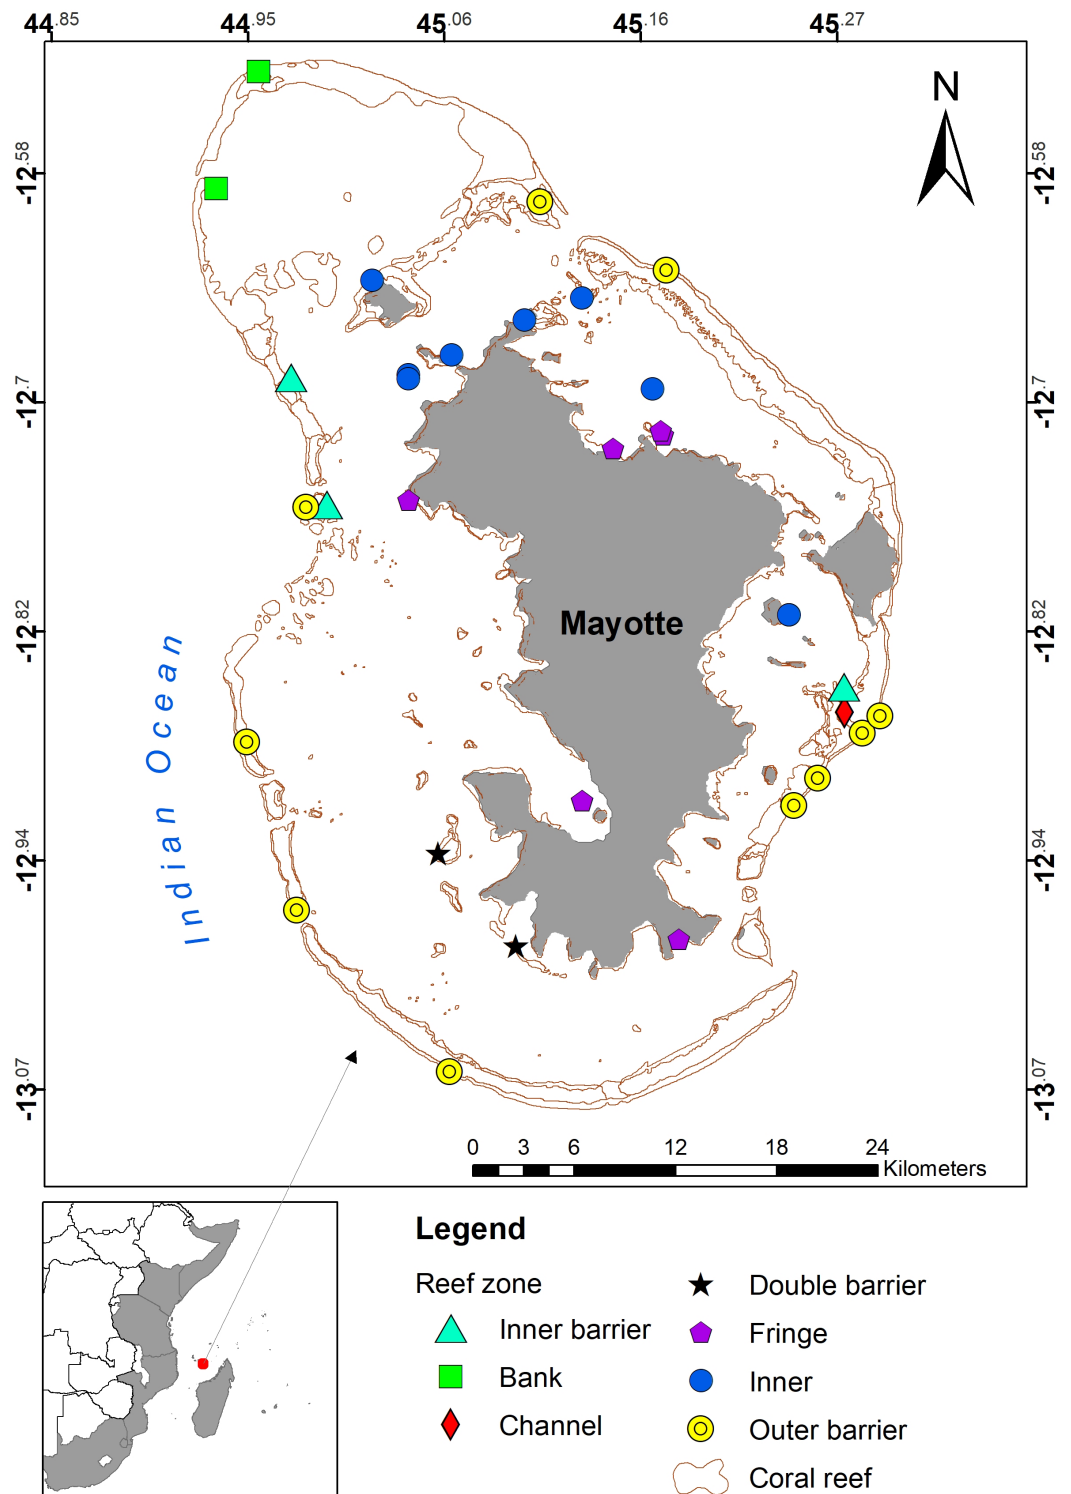 44.85 44.95 45.06 45.16 45.27
N
-12.58 -12.58
-12.7 -12.7
Mayotte
-12.82 -12.82
Indian Ocean
-12.94 -12.94
-13.07 -13.07
0 3 6 12 18 24
Kilometers
Legend
Reef zone
Inner barrier
Bank
Channel
Double barrier
Fringe
Inner
Outer barrier
Coral reef